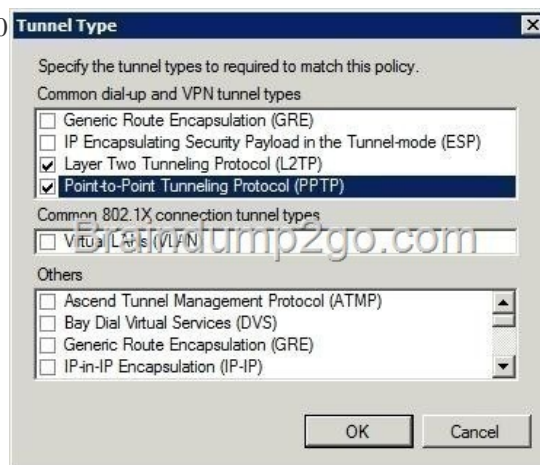 Tunnel Type
Specify the tunnel types to required to match this policy.
Common dial-up and VPN tunnel types
Generic Route Encapsulation (GRE)
IP Encapsulating Security Payload in the Tunnel-mode (ESP)
Layer Two Tunneling Protocol (L2TP)
Point-to-Point Tunneling Protocol (PPTP)
Common 802.1X connection tunnel types
Virtual LANs (VLAN)
Braindump2go.com
Others
Ascend Tunnel Management Protocol (ATMP)
Bay Dial Virtual Services (DVS)
Generic Route Encapsulation (GRE)
IP-in-IP Encapsulation (IP-IP)
OK
Cancel